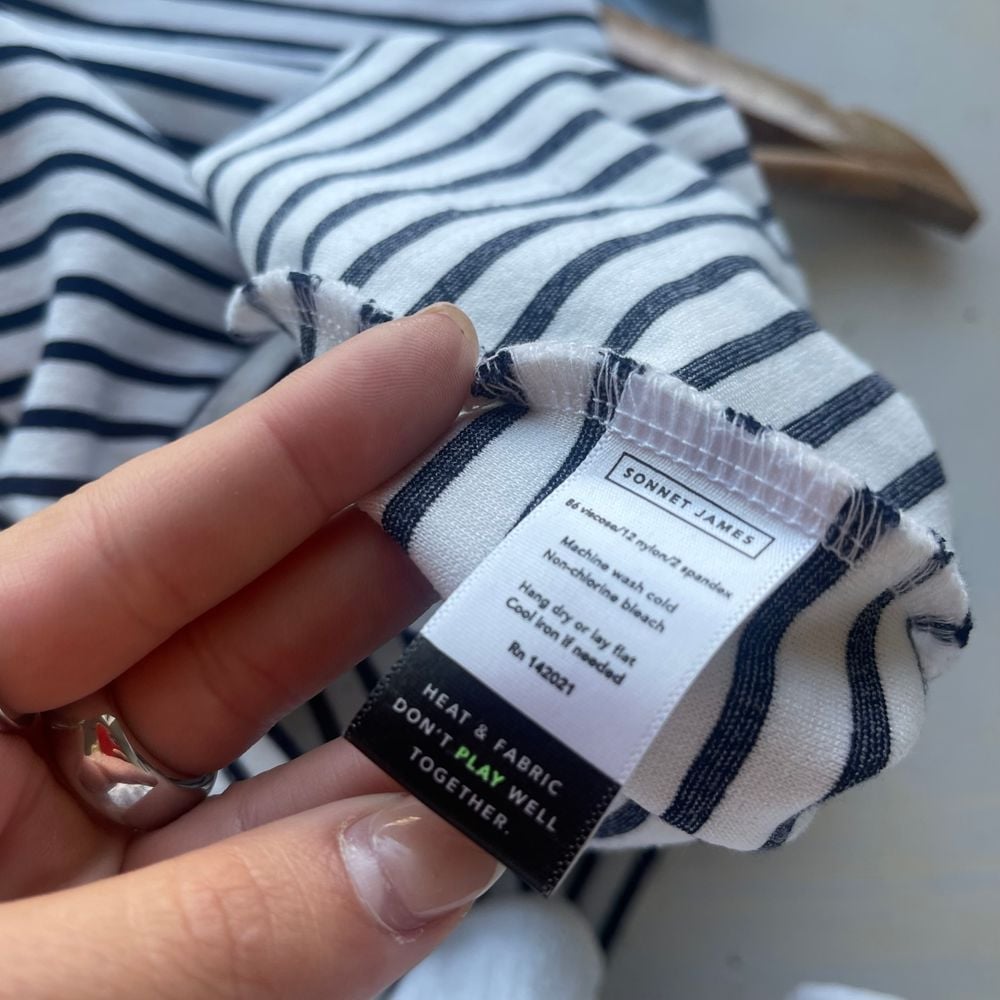 SONNET JAMES
86 viscose/12 nylon/2 spandex
Machine wash cold
Non-chlorine bleach
Hang dry or lay flat
Cool iron if needed
Rn 142021
HEAT & FABRIC
DON'T PLAY WELL
TOGETHER.